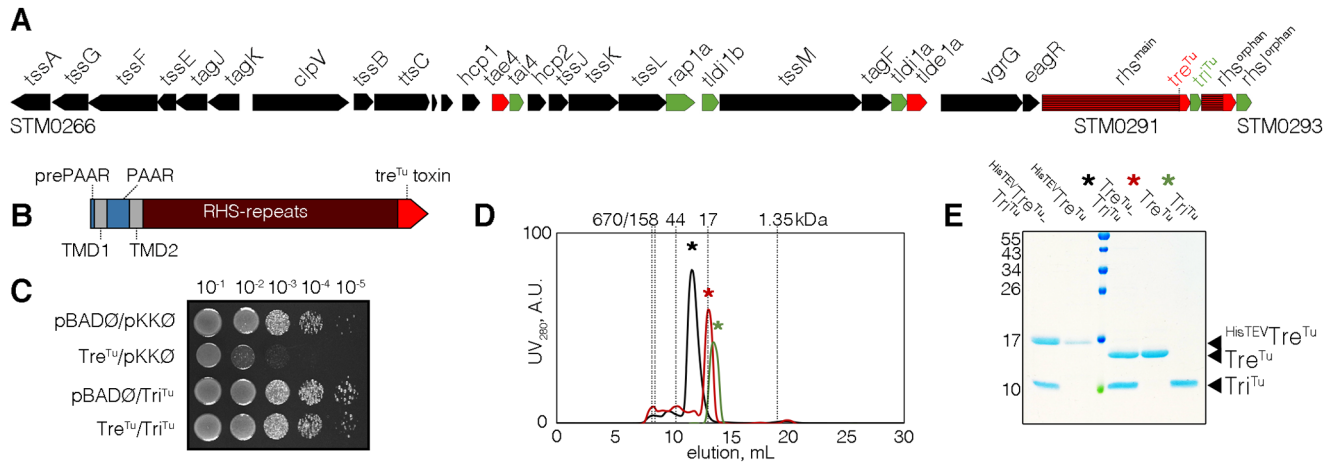 A
tssA tssG tssF tssE tagJ tagK clpV tssB ttsC hcp1 tae4 tai4 hcp2 tssJ tssK tssL rap1a tldi1b tssM tagF tldi1a tlde1a vgrG eagR rhs^main tre^Tu tri^Tu rhs^orphan rhsI^orphan
STM0266 STM0291 STM0293
B
prePAAR PAAR tre^Tu toxin
RHS-repeats
TMD1 TMD2
C
10^-1 10^-2 10^-3 10^-4 10^-5
pBADØ/pKKØ
Tre^Tu/pKKØ
pBADØ/Tri^Tu
Tre^Tu/Tri^Tu
D
670/158 44 17 1.35kDa
100
* * *
UV280, A.U.
0
0 5 10 15 20 25 30
elution, mL
E
* * *
HisTEVTre^Tu- Tri^Tu
HisTEVTre^Tu
Tre^Tu- Tri^Tu
Tre^Tu
Tri^Tu
55
43
34
26
17
10
HisTEVTre^Tu
Tre^Tu
Tri^Tu